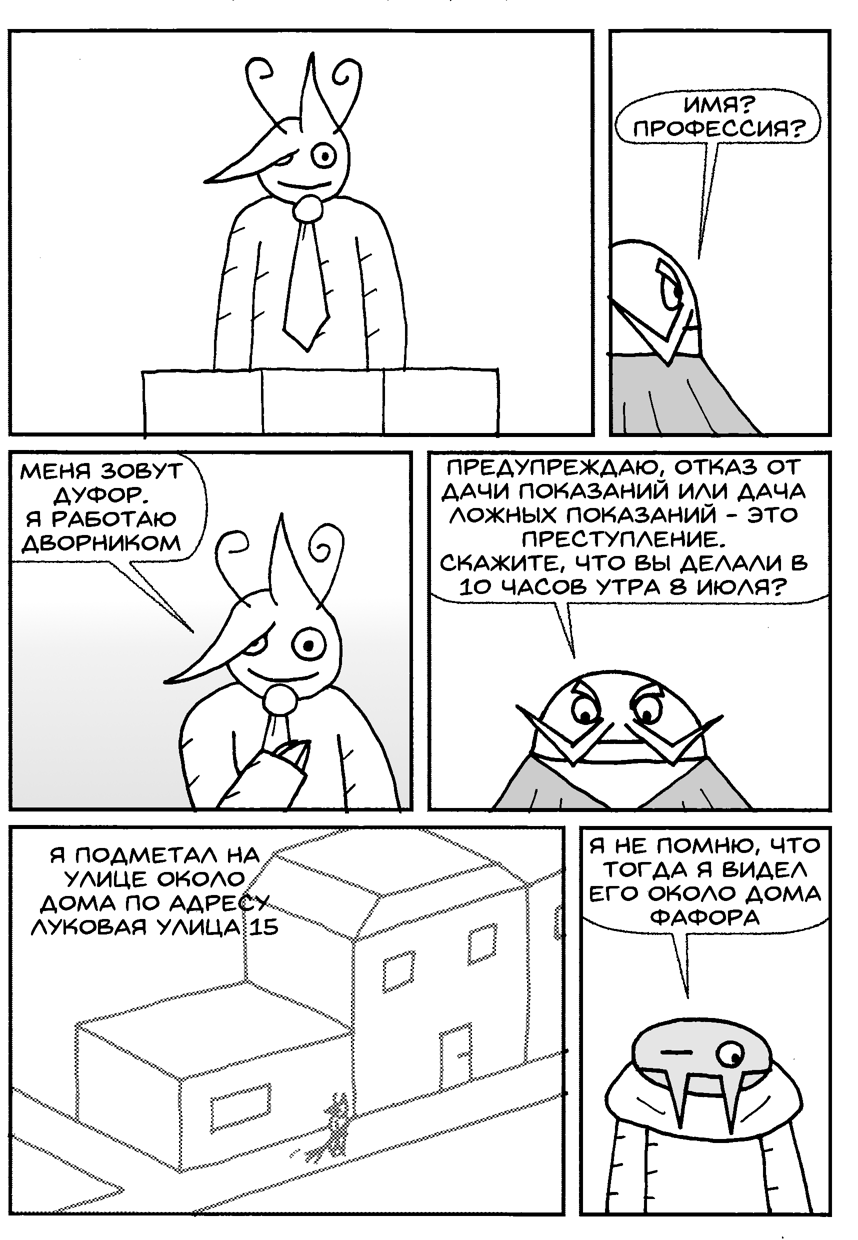 ИМЯ?
ПРОФЕССИЯ?
МЕНЯ ЗОВУТ
ДУФОР.
Я РАБОТАЮ
ДВОРНИКОМ
ПРЕДУПРЕЖДАЮ, ОТКАЗ ОТ
ДАЧИ ПОКАЗАНИЙ ИЛИ ДАЧА
ЛОЖНЫХ ПОКАЗАНИЙ - ЭТО
ПРЕСТУПЛЕНИЕ.
СКАЖИТЕ, ЧТО ВЫ ДЕЛАЛИ В
10 ЧАСОВ УТРА 8 ИЮЛЯ?
Я ПОДМЕТАЛ НА
УЛИЦЕ ОКОЛО
ДОМА ПО АДРЕСУ
ЛУКОВАЯ УЛИЦА 15
Я НЕ ПОМНЮ, ЧТО
ТОГДА Я ВИДЕЛ
ЕГО ОКОЛО ДОМА
ФАФОРА